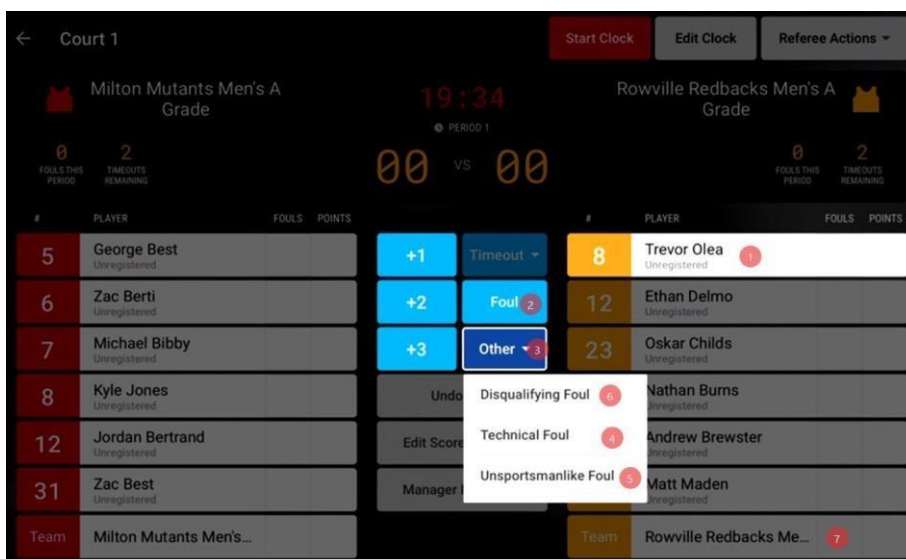 ← Court 1
Start Clock
Edit Clock
Referee Actions
Milton Mutants Men's A
Grade
19:34
PERIOD 1
Rowville Redbacks Men's A
Grade
0
FOULS THIS
PERIOD
2
TIMEOUTS
REMAINING
00 VS 00
0
FOULS THIS
PERIOD
2
TIMEOUTS
REMAINING
# PLAYER FOULS POINTS
5 George Best
Unregistered
6 Zac Berti
Unregistered
7 Michael Bibby
Unregistered
8 Kyle Jones
Unregistered
12 Jordan Bertrand
Unregistered
31 Zac Best
Unregistered
Team Milton Mutants Men's...
+1 Timeout
+2 Foul 2
+3 Other 3
Undo
Edit Score
Manager
Disqualifying Foul 6
Technical Foul 4
Unsportsmanlike Foul 5
# PLAYER FOULS POINTS
8 Trevor Olea 1
Unregistered
12 Ethan Delmo
Unregistered
23 Oskar Childs
Unregistered
Nathan Burns
Unregistered
Andrew Brewster
Unregistered
Matt Maden
Unregistered
Team Rowville Redbacks Me... 7